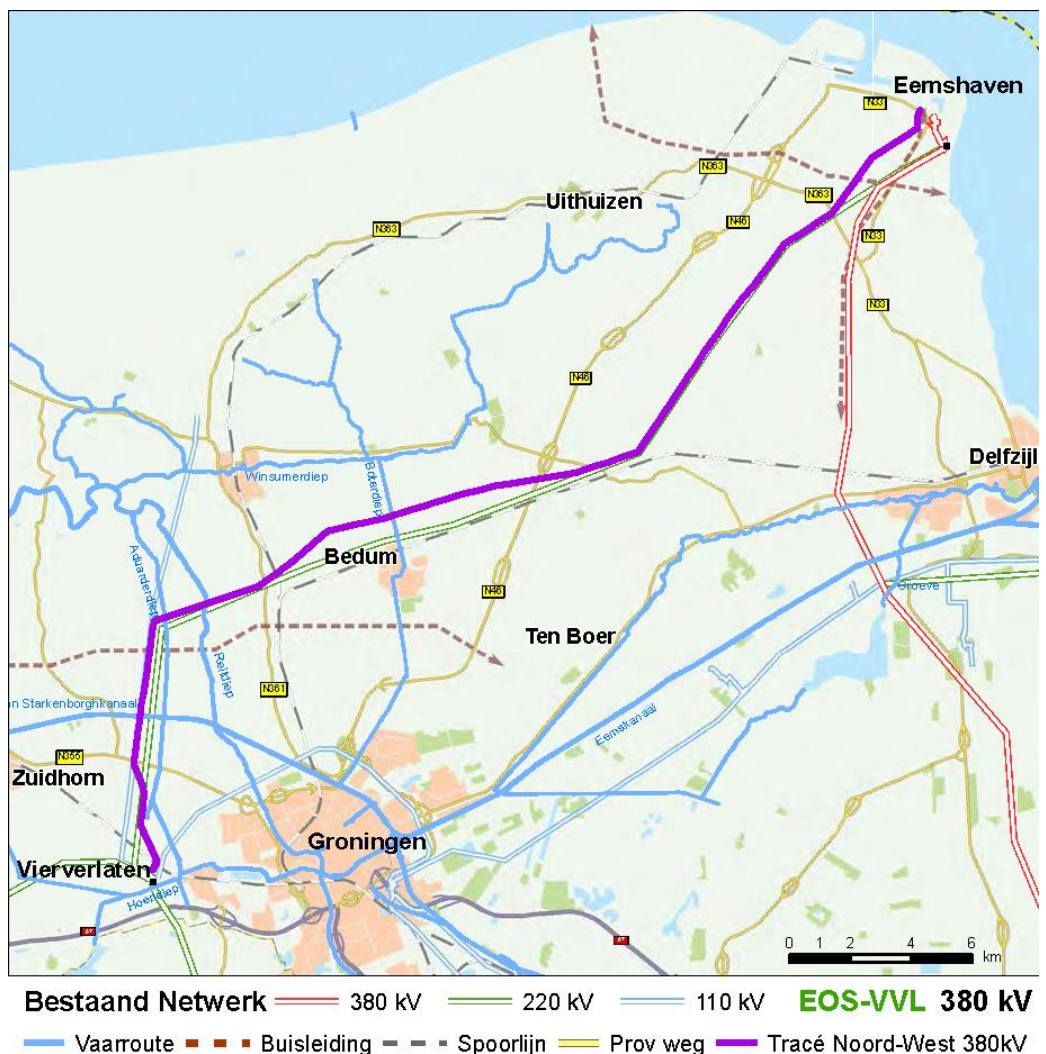 Eemshaven
N33
N363
N363
Uithuizen
N46
N363
N33
N33
N46
Delfzijl
Winsumerdiep
Boterdiep
Bedum
Aduarderdiep
Groeve
N46
Ten Boer
Reitdiep
N361
an Starkenborghkanaal
Eemskanaal
N355
Zuidhorn
Groningen
Vierverlaten
Hoendiep
0 1 2 4 6
km
Bestaand Netwerk 380 kV 220 kV 110 kV EOS-VVL 380 kV
Vaarroute Buisleiding Spoorlijn Prov weg Tracé Noord-West 380kV